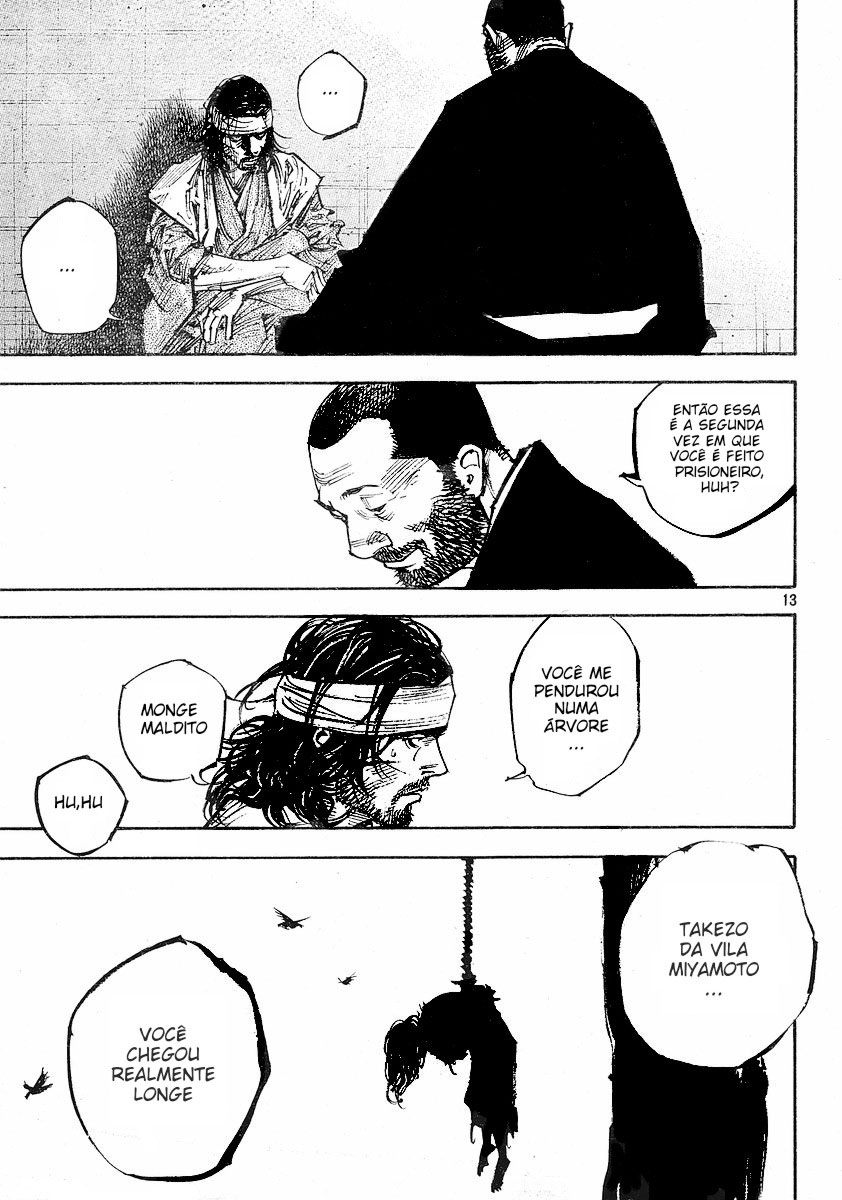 ...
...
ENTÃO ESSA
É A SEGUNDA
VEZ EM QUE
VOCÊ É FEITO
PRISIONEIRO,
HUH?
13
VOCÊ ME
PENDUROU
NUMA
ÁRVORE
...
MONGE
MALDITO
HU,HU
TAKEZO
DA VILA
MIYAMOTO
...
VOCÊ
CHEGOU
REALMENTE
LONGE